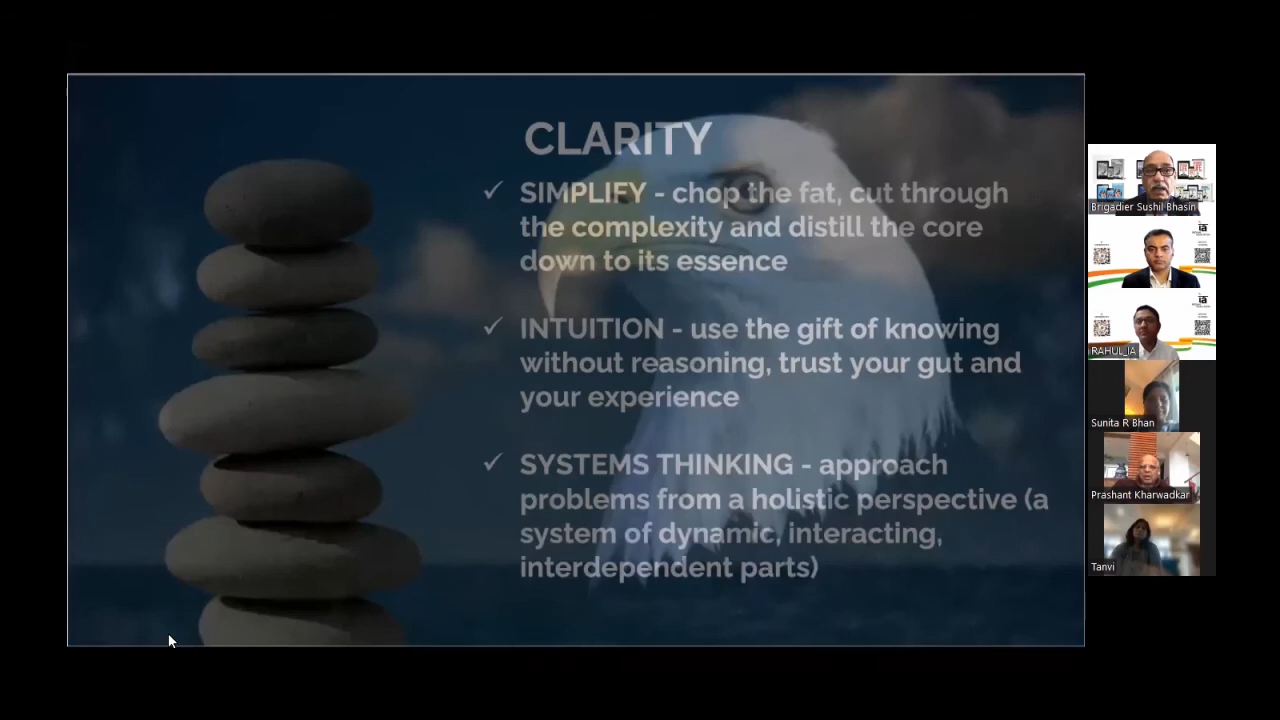 CLARITY
✓ SIMPLIFY - chop the fat, cut through
the complexity and distill the core
down to its essence
✓ INTUITION - use the gift of knowing
without reasoning, trust your gut and
your experience
✓ SYSTEMS THINKING - approach
problems from a holistic perspective (a
system of dynamic, interacting,
interdependent parts)
Brigadier Sushil Bhasin
RAHUL_IA
Sunita R Bhan
Prashant Kharwadkar
Tanvi